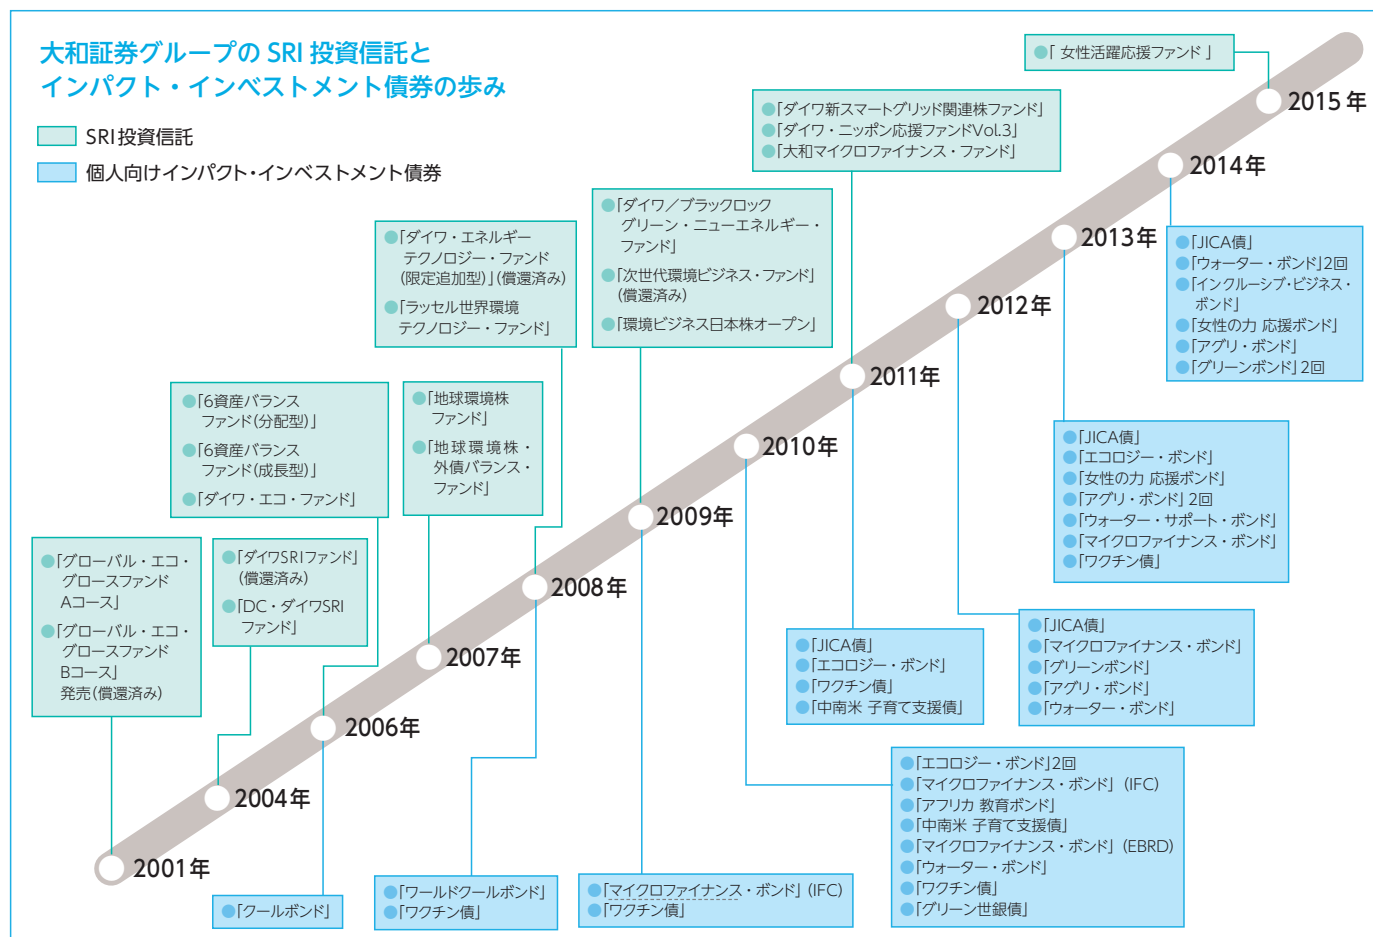 大和証券グループの SRI 投資信託と
インパクト・インベストメント債券の歩み
SRI投資信託
個人向けインパクト・インベストメント債券
●「グローバル・エコ・
グロースファンド
Aコース」
●「グローバル・エコ・
グロースファンド
Bコース」
発売(償還済み)
2001年
●「ダイワSRIファンド」
(償還済み)
●「DC・ダイワSRI
ファンド」
2004年
●「6資産バランス
ファンド(分配型)」
●「6資産バランス
ファンド(成長型)」
●「ダイワ・エコ・ファンド」
2006年
●「クールボンド」
●「地球環境株
ファンド」
●「地球環境株・
外債バランス・
ファンド」
2007年
●「ダイワ・エネルギー
テクノロジー・ファンド
(限定追加型)」(償還済み)
●「ラッセル世界環境
テクノロジー・ファンド」
2008年
●「ワールドクールボンド」
●「ワクチン債」
●「ダイワ／ブラックロック
グリーン・ニューエネルギー・
ファンド」
●「次世代環境ビジネス・ファンド」
(償還済み)
●「環境ビジネス日本株オープン」
2009年
●「マイクロファイナンス・ボンド」(IFC)
●「ワクチン債」
2010年
●「エコロジー・ボンド」2回
●「マイクロファイナンス・ボンド」(IFC)
●「アフリカ 教育ボンド」
●「中南米 子育て支援債」
●「マイクロファイナンス・ボンド」(EBRD)
●「ウォーター・ボンド」
●「ワクチン債」
●「グリーン世銀債」
●「ダイワ新スマートグリッド関連株ファンド」
●「ダイワ・ニッポン応援ファンドVol.3」
●「大和マイクロファイナンス・ファンド」
2011年
●「JICA債」
●「エコロジー・ボンド」
●「ワクチン債」
●「中南米 子育て支援債」
2012年
●「JICA債」
●「マイクロファイナンス・ボンド」
●「グリーンボンド」
●「アグリ・ボンド」
●「ウォーター・ボンド」
2013年
●「JICA債」
●「エコロジー・ボンド」
●「女性の力 応援ボンド」
●「アグリ・ボンド」2回
●「ウォーター・サポート・ボンド」
●「マイクロファイナンス・ボンド」
●「ワクチン債」
2014年
●「JICA債」
●「ウォーター・ボンド」2回
●「インクルーシブ・ビジネス・
ボンド」
●「女性の力 応援ボンド」
●「アグリ・ボンド」
●「グリーンボンド」2回
●「 女性活躍応援ファンド 」
2015年